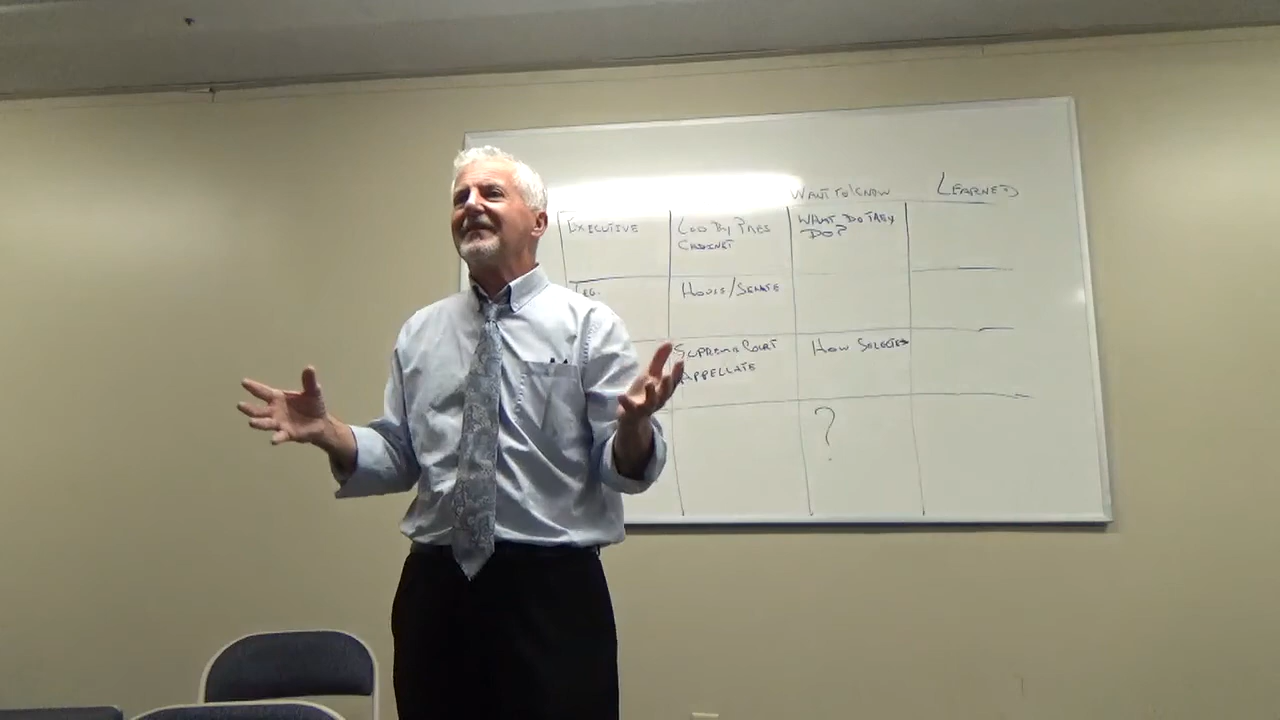 WANT TO KNOW LEARNED
EXECUTIVE LED BY PRES WHAT DO THEY
CABINET DO?
LEG. HOUSE/SENATE
SUPREME COURT HOW SELECTED
APPELLATE
?